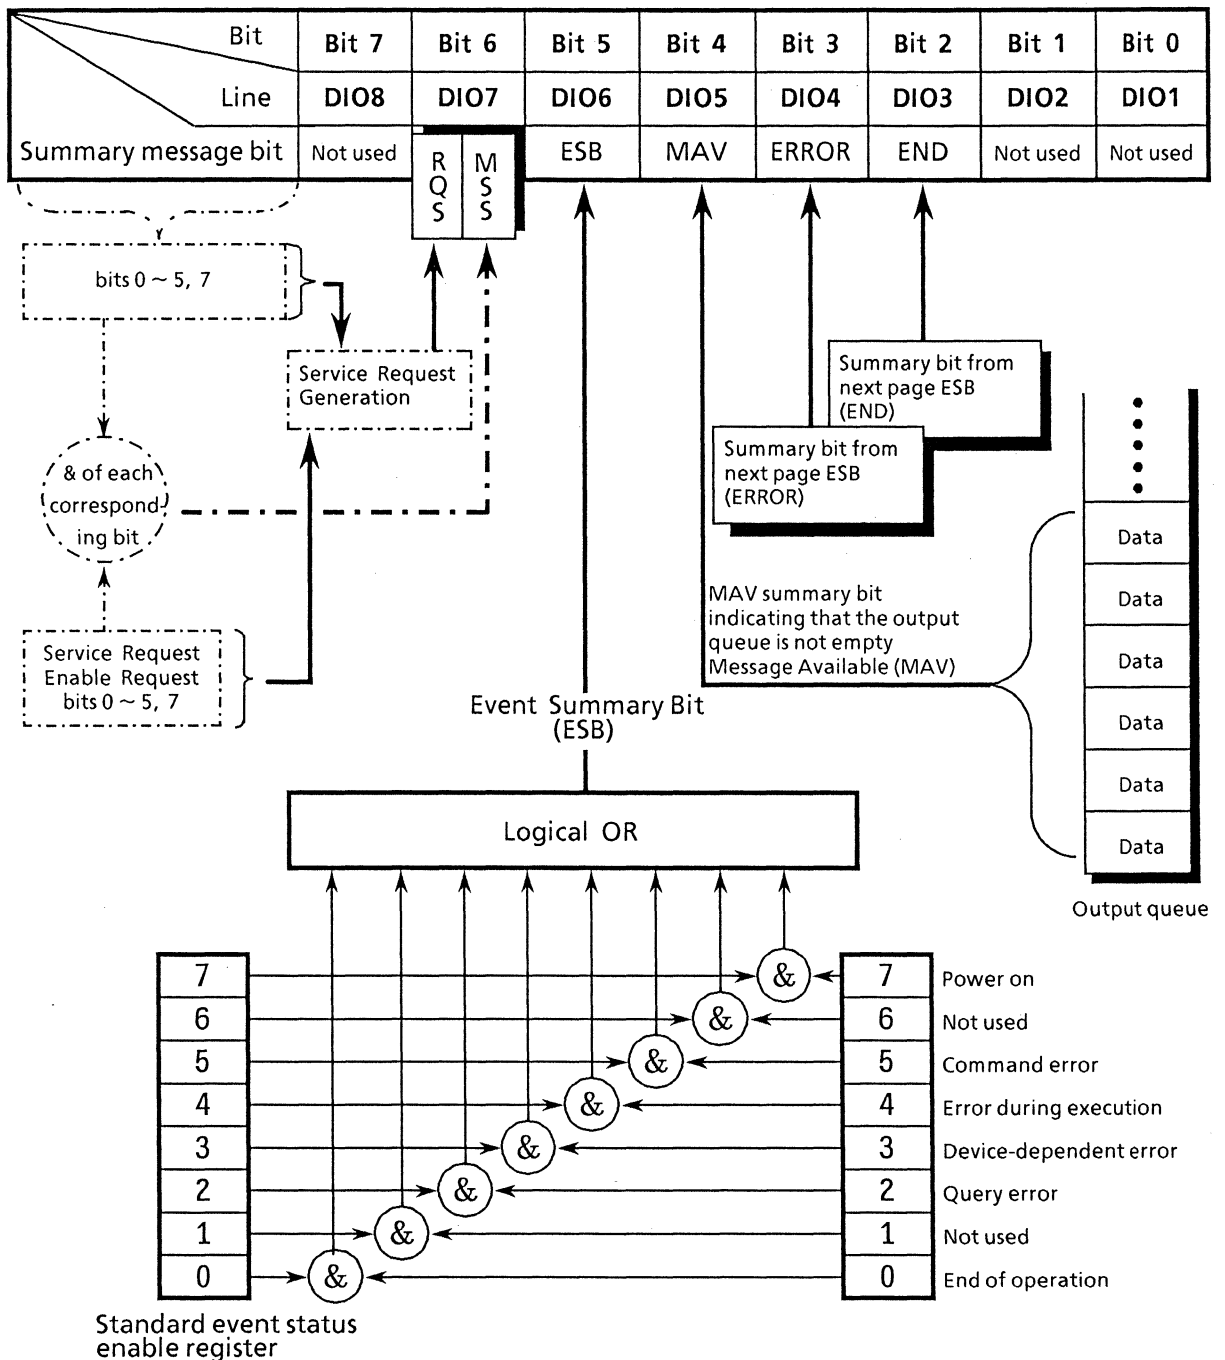 Bit Bit 7 Bit 6 Bit 5 Bit 4 Bit 3 Bit 2 Bit 1 Bit 0
Line DIO8 DIO7 DIO6 DIO5 DIO4 DIO3 DIO2 DIO1
Summary message bit Not used RQS MSS ESB MAV ERROR END Not used Not used
bits 0 ~ 5, 7
Service Request
Generation
Summary bit from
next page ESB
(END)
Summary bit from
next page ESB
(ERROR)
& of each
correspond-
ing bit
Service Request
Enable Request
bits 0 ~ 5, 7
MAV summary bit
indicating that the output
queue is not empty
Message Available (MAV)
Data
Data
Data
Data
Data
Data
Output queue
Event Summary Bit
(ESB)
Logical OR
7 & 7 Power on
6 & 6 Not used
5 & 5 Command error
4 & 4 Error during execution
3 & 3 Device-dependent error
2 & 2 Query error
1 & 1 Not used
0 & 0 End of operation
Standard event status
enable register